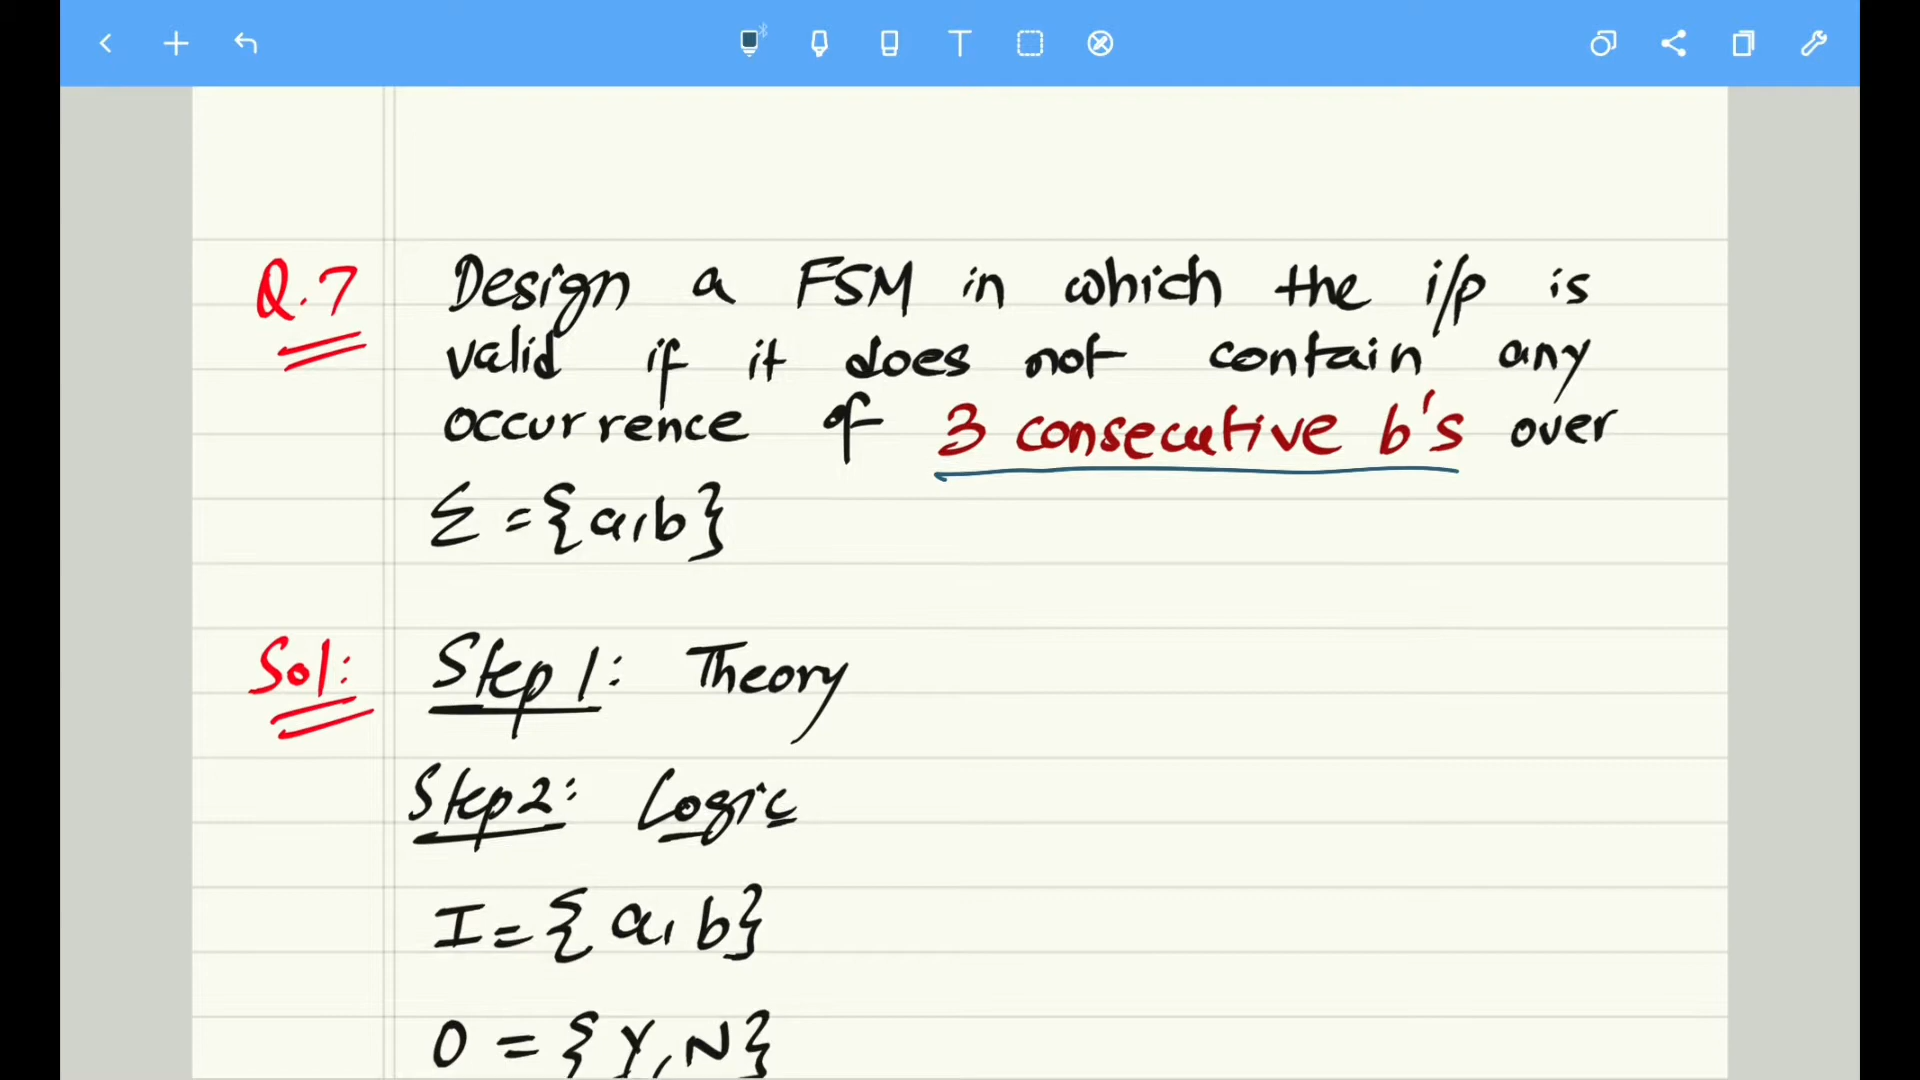 Q.7 Design a FSM in which the i/p is
valid if it does not contain any
occurrence of 3 consecutive b's over
Σ = {a,b}
Sol: Step 1: Theory
Step 2: Logic
I = {a, b}
O = {Y, N}